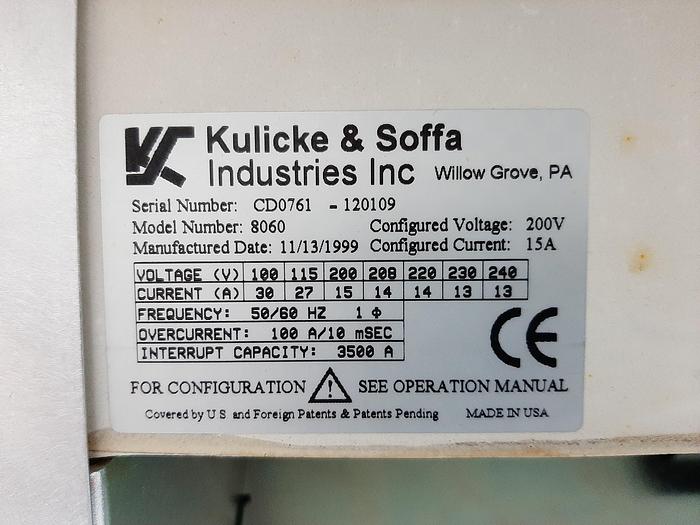 Kulicke & Soffa
Industries Inc Willow Grove, PA
Serial Number: CD0761 - 120109
Model Number: 8060 Configured Voltage: 200V
Manufactured Date: 11/13/1999 Configured Current: 15A
VOLTAGE (V) 100 115 200 208 220 230 240
CURRENT (A) 30 27 15 14 14 13 13
FREQUENCY: 50/60 HZ 1 Φ
OVERCURRENT: 100 A/10 mSEC
INTERRUPT CAPACITY: 3500 A
CE
FOR CONFIGURATION ! SEE OPERATION MANUAL
Covered by U S and Foreign Patents & Patents Pending MADE IN USA